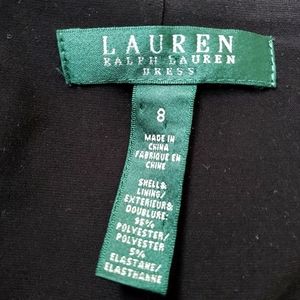 LAUREN
RALPH LAUREN
DRESS
8
MADE IN
CHINA
FABRIQUE EN
CHINE
SHELL&
LINING/
EXTERIEUR&
DOUBLURE:
95%
POLYESTER/
POLYESTER
5%
ELASTANE/
ELASTHANNE